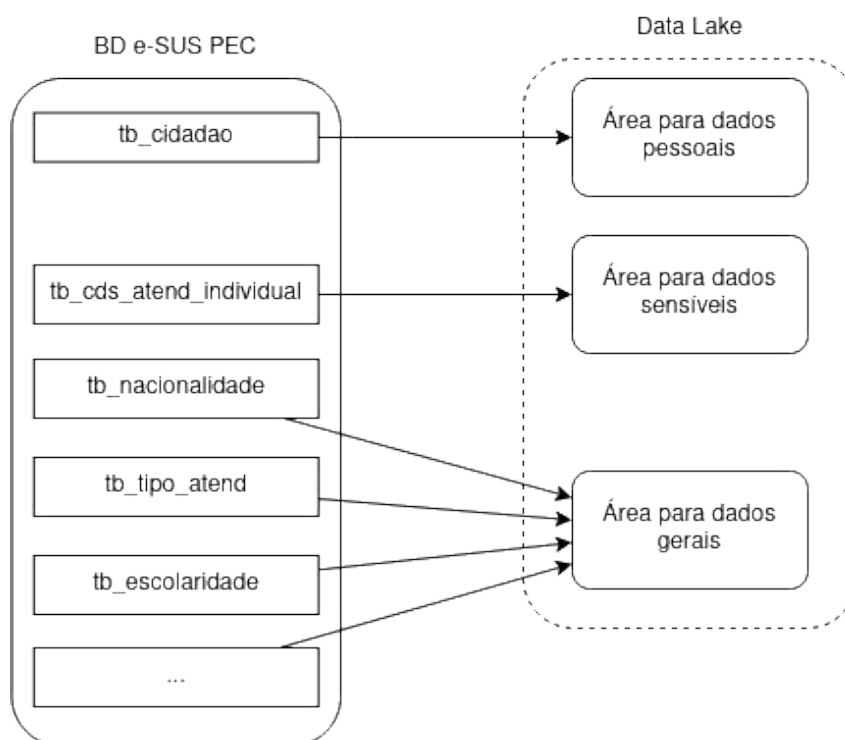 BD e-SUS PEC
tb_cidadao
tb_cds_atend_individual
tb_nacionalidade
tb_tipo_atend
tb_escolaridade
...
Data Lake
Área para dados
pessoais
Área para dados
sensíveis
Área para dados
gerais